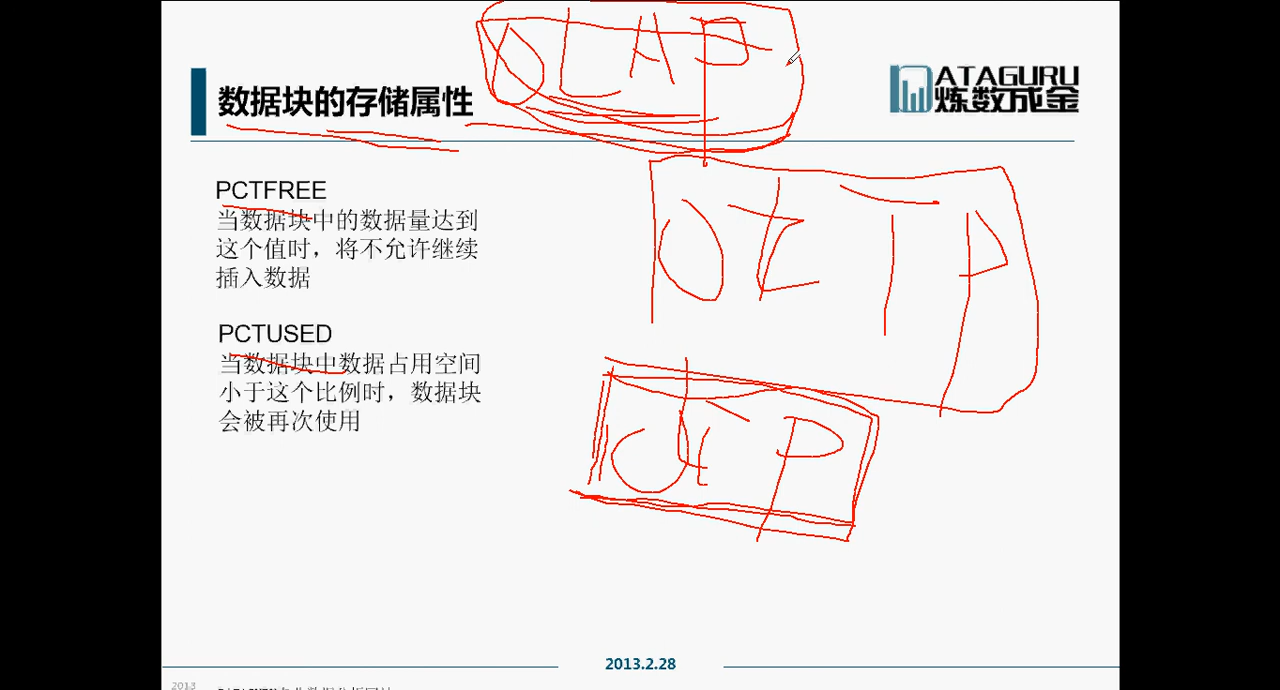 OLAP
数据块的存储属性
DATAGURU
炼数成金
PCTFREE
当数据块中的数据量达到
这个值时，将不允许继续
插入数据
OLTP
PCTUSED
当数据块中数据占用空间
小于这个比例时，数据块
会被再次使用
OLTP
2013.2.28
2013